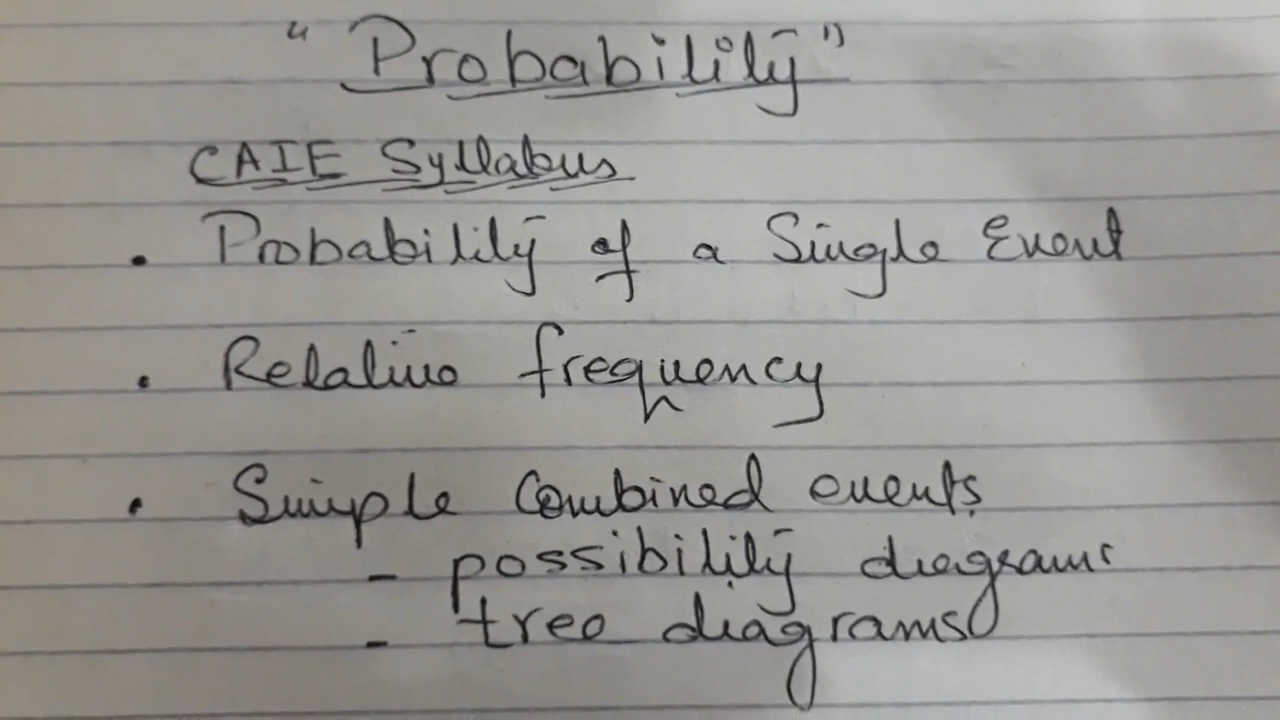 "Probability"
CAIE Syllabus
• Probability of a Single Event
• Relative frequency
• Simple Combined events
- possibility diagrams
- tree diagrams